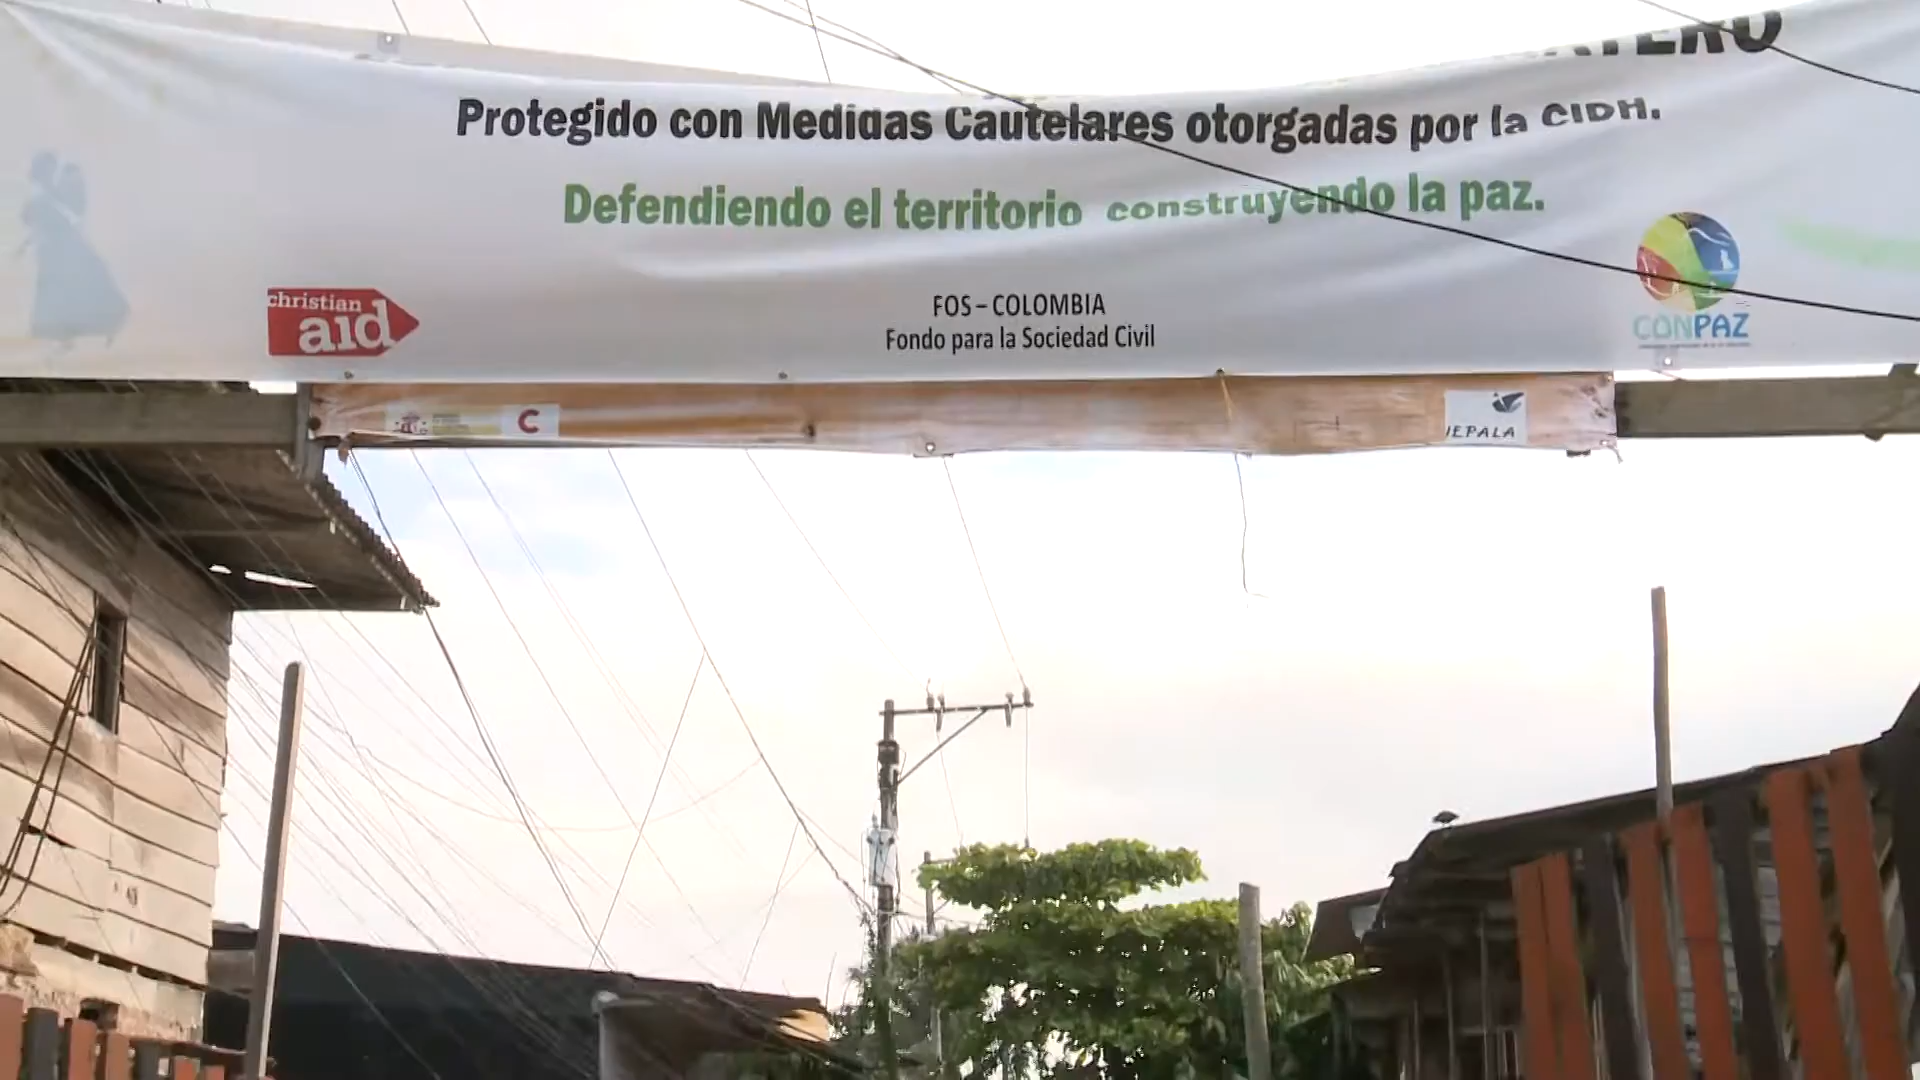 Protegido con Medidas Cautelares otorgadas por la CIDH.
Defendiendo el territorio construyendo la paz.
christian
aid
FOS – COLOMBIA
Fondo para la Sociedad Civil
CONPAZ
C
IEPALA